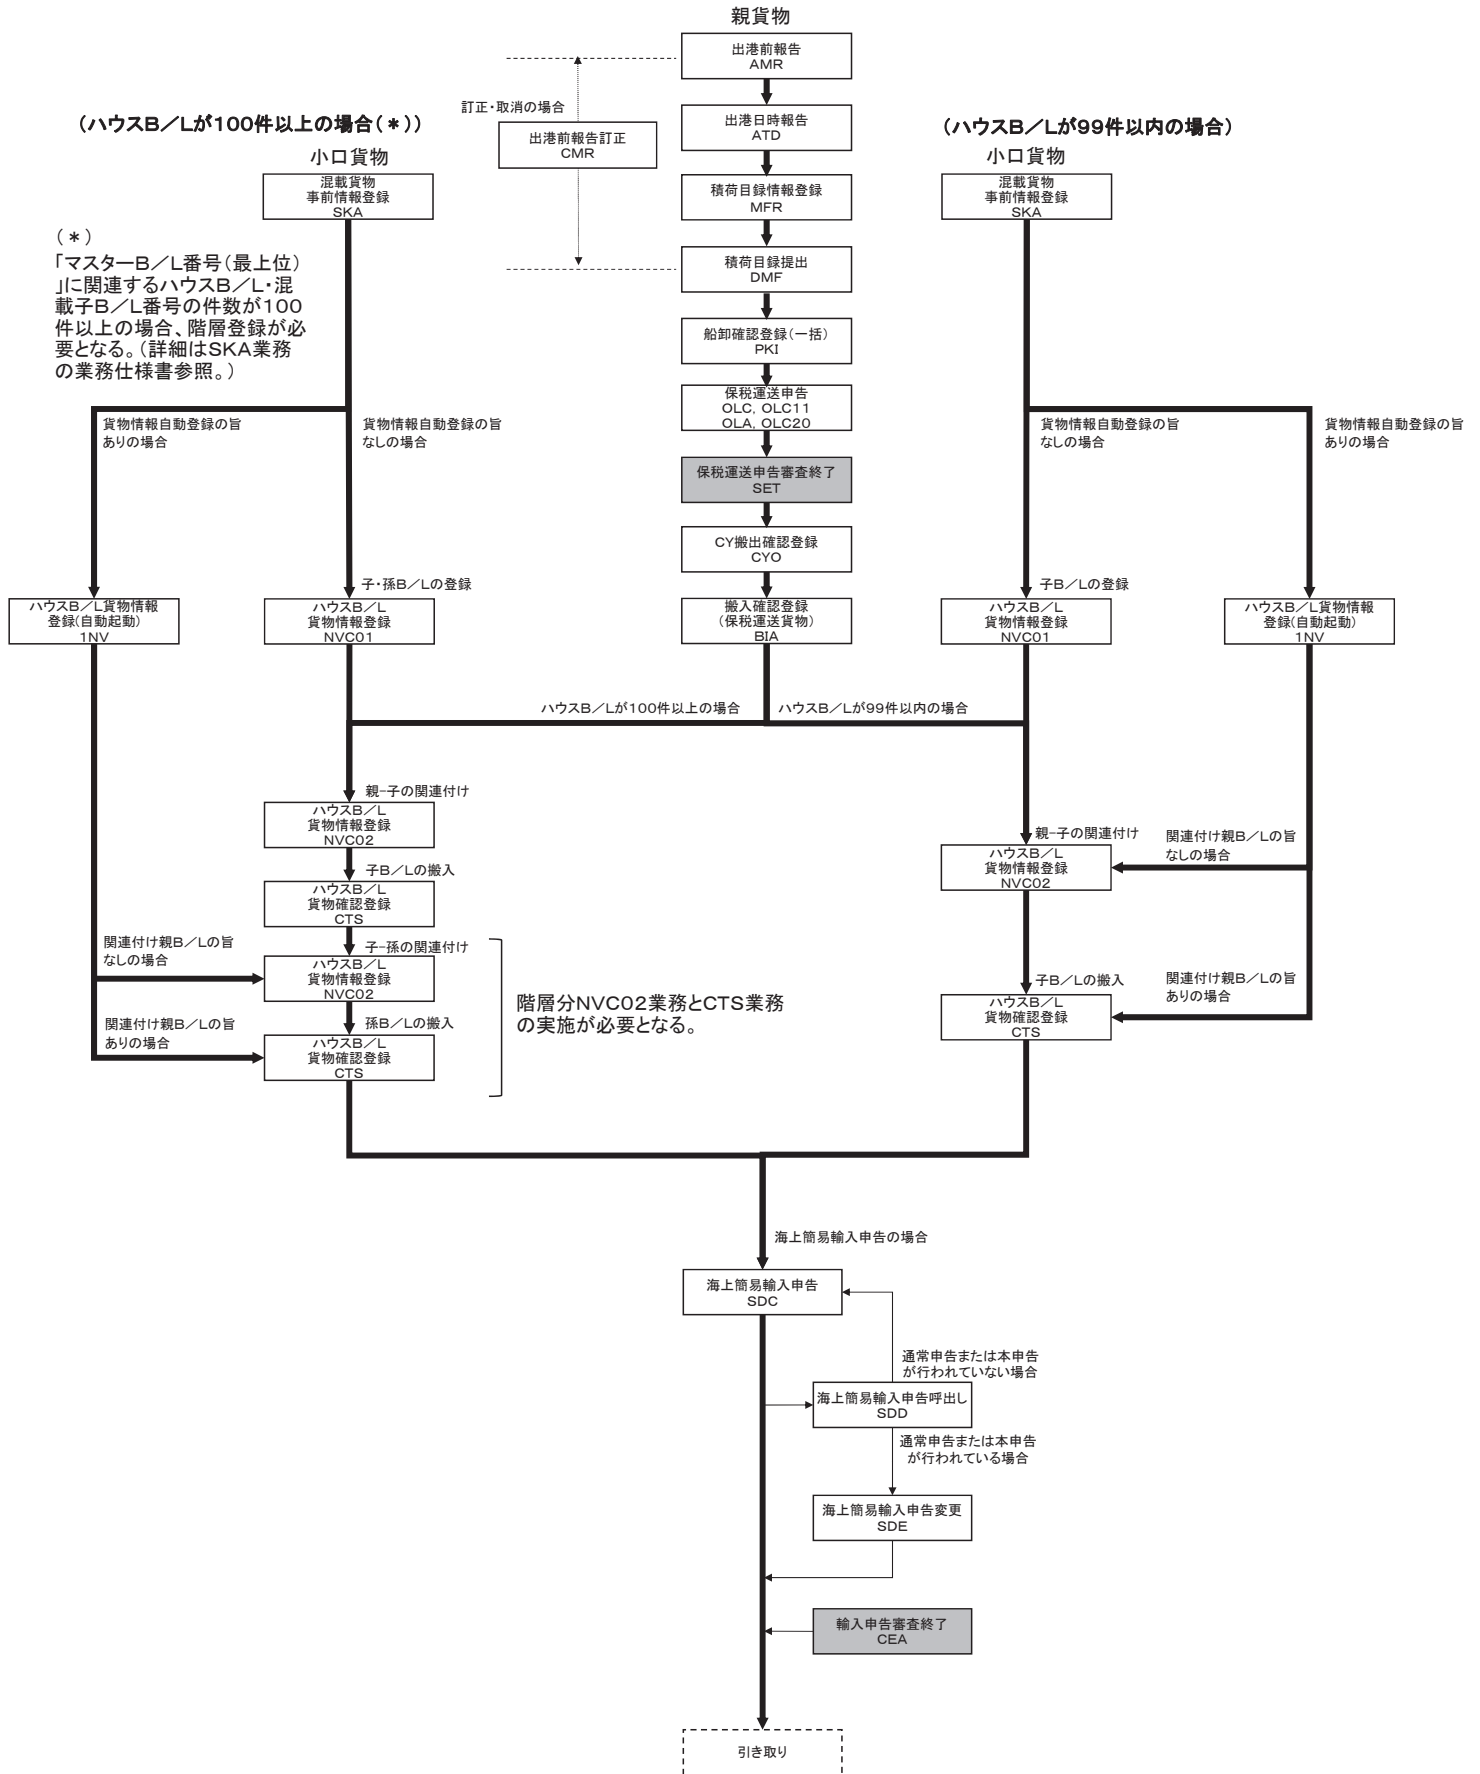 親貨物
出港前報告
AMR
訂正・取消の場合
出港前報告訂正
CMR
出港日時報告
ATD
積荷目録情報登録
MFR
積荷目録提出
DMF
船卸確認登録(一括)
PKI
保税運送申告
OLC, OLC11
OLA, OLC20
保税運送申告審査終了
SET
CY搬出確認登録
CYO
搬入確認登録
(保税運送貨物)
BIA
(ハウスB/Lが100件以上の場合(*))
小口貨物
混載貨物
事前情報登録
SKA
(*)
「マスターB/L番号(最上位)
」に関連するハウスB/L・混
載子B/L番号の件数が100
件以上の場合、階層登録が必
要となる。(詳細はSKA業務
の業務仕様書参照。)
貨物情報自動登録の旨
ありの場合
貨物情報自動登録の旨
なしの場合
子・孫B/Lの登録
ハウスB/L貨物情報
登録(自動起動)
1NV
ハウスB/L
貨物情報登録
NVC01
(ハウスB/Lが99件以内の場合)
小口貨物
混載貨物
事前情報登録
SKA
貨物情報自動登録の旨
なしの場合
貨物情報自動登録の旨
ありの場合
子B/Lの登録
ハウスB/L
貨物情報登録
NVC01
ハウスB/L貨物情報
登録(自動起動)
1NV
ハウスB/Lが100件以上の場合
ハウスB/Lが99件以内の場合
親-子の関連付け
ハウスB/L
貨物情報登録
NVC02
子B/Lの搬入
ハウスB/L
貨物確認登録
CTS
関連付け親B/Lの旨
なしの場合
子-孫の関連付け
ハウスB/L
貨物情報登録
NVC02
関連付け親B/Lの旨
ありの場合
孫B/Lの搬入
ハウスB/L
貨物確認登録
CTS
階層分NVC02業務とCTS業務
の実施が必要となる。
親-子の関連付け
ハウスB/L
貨物情報登録
NVC02
関連付け親B/Lの旨
なしの場合
子B/Lの搬入
ハウスB/L
貨物確認登録
CTS
関連付け親B/Lの旨
ありの場合
海上簡易輸入申告の場合
海上簡易輸入申告
SDC
通常申告または本申告
が行われていない場合
海上簡易輸入申告呼出し
SDD
通常申告または本申告
が行われている場合
海上簡易輸入申告変更
SDE
輸入申告審査終了
CEA
引き取り